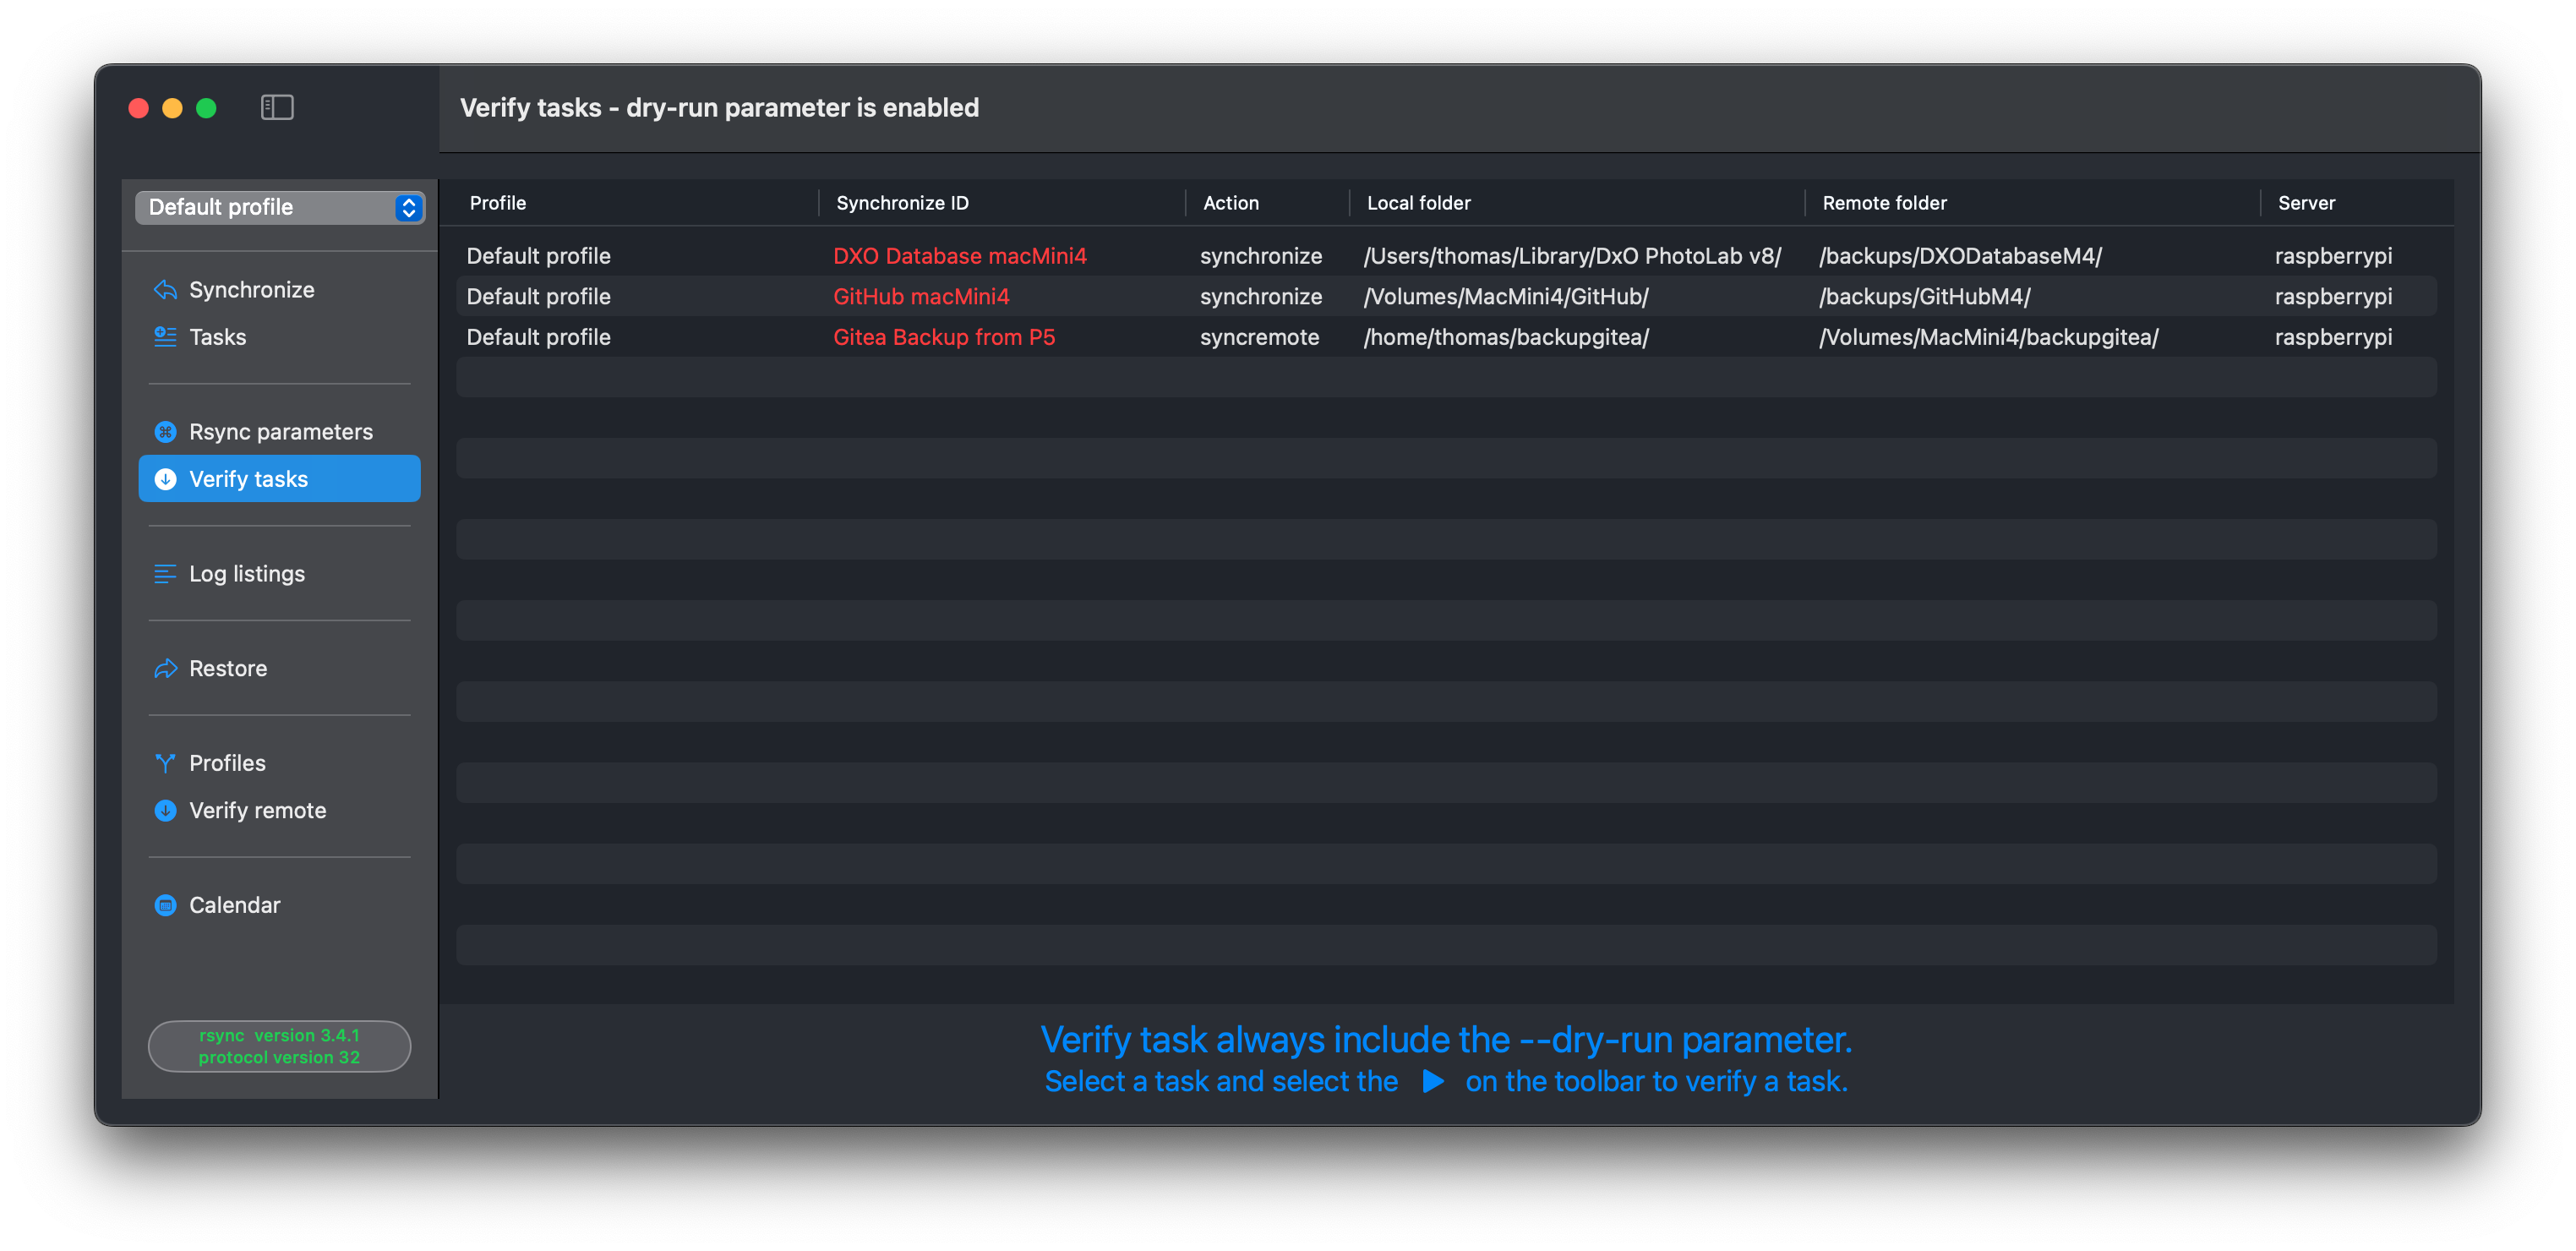 Verify tasks - dry-run parameter is enabled
Default profile
Synchronize
Tasks
Rsync parameters
Verify tasks
Log listings
Restore
Profiles
Verify remote
Calendar
rsync version 3.4.1
protocol version 32
Profile Synchronize ID Action Local folder Remote folder Server
Default profile DXO Database macMini4 synchronize /Users/thomas/Library/DxO PhotoLab v8/ /backups/DXODatabaseM4/ raspberrypi
Default profile GitHub macMini4 synchronize /Volumes/MacMini4/GitHub/ /backups/GitHubM4/ raspberrypi
Default profile Gitea Backup from P5 syncremote /home/thomas/backupgitea/ /Volumes/MacMini4/backupgitea/ raspberrypi
Verify task always include the --dry-run parameter.
Select a task and select the ▶ on the toolbar to verify a task.